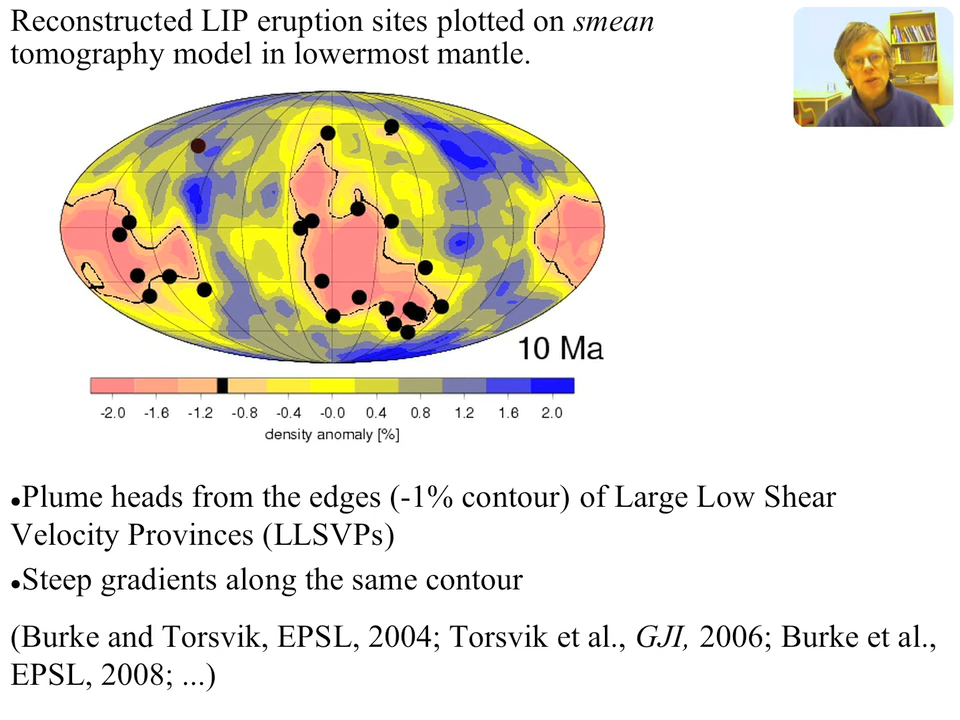 Reconstructed LIP eruption sites plotted on smean
tomography model in lowermost mantle.
10 Ma
-2.0 -1.6 -1.2 -0.8 -0.4 -0.0 0.4 0.8 1.2 1.6 2.0
density anomaly [%]
•Plume heads from the edges (-1% contour) of Large Low Shear
Velocity Provinces (LLSVPs)
•Steep gradients along the same contour
(Burke and Torsvik, EPSL, 2004; Torsvik et al., GJI, 2006; Burke et al.,
EPSL, 2008; ...)